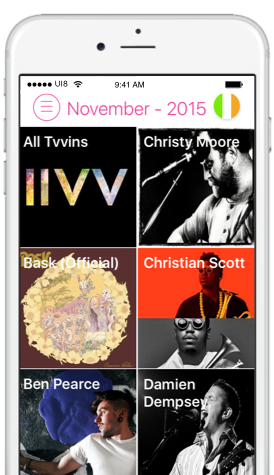 UI8 9:41 AM
November - 2015
All Tvvins
Christy Moore
IIVV
BASK
Bask (Official)
Christian Scott
Ben Pearce
Damien
Dempsey